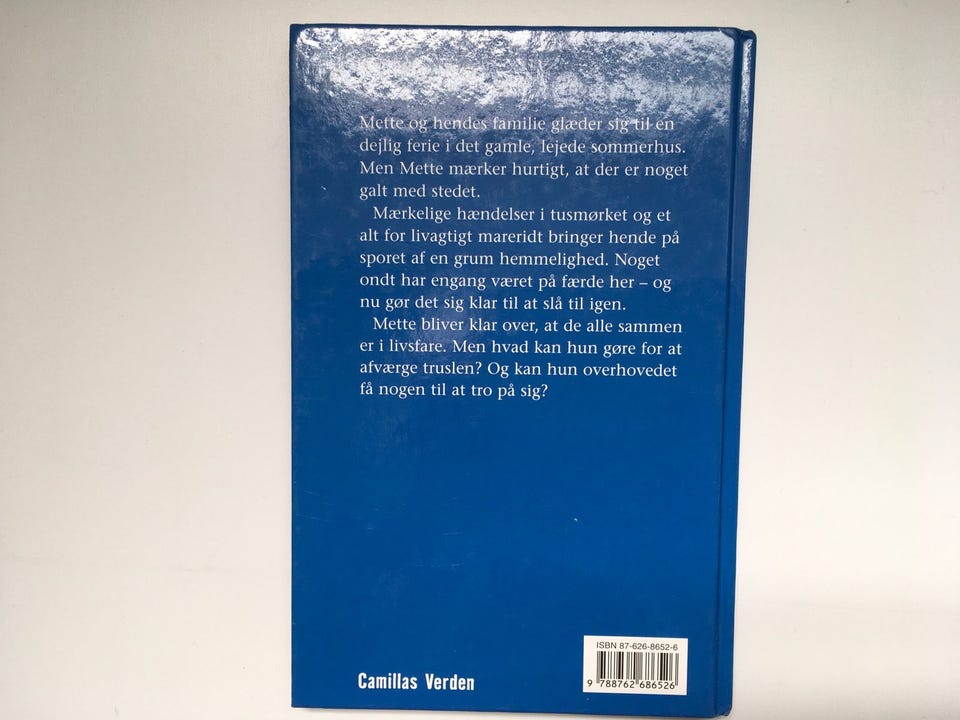 Mette og hendes familie glæder sig til en
dejlig ferie i det gamle, lejede sommerhus.
Men Mette mærker hurtigt, at der er noget
galt med stedet.
Mærkelige hændelser i tusmørket og et
alt for livagtigt mareridt bringer hende på
sporet af en grum hemmelighed. Noget
ondt har engang været på færde her – og
nu gør det sig klar til at slå til igen.
Mette bliver klar over, at de alle sammen
er i livsfare. Men hvad kan hun gøre for at
afværge truslen? Og kan hun overhovedet
få nogen til at tro på sig?
ISBN 87-626-8652-6
9 788762 686526
Camillas Verden